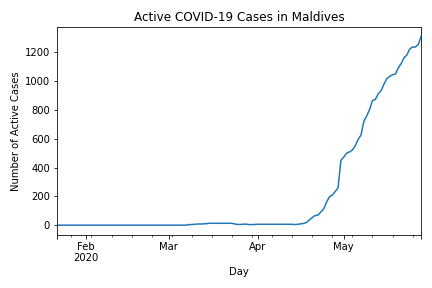 Active COVID-19 Cases in Maldives
Number of Active Cases
1200
1000
800
600
400
200
0
Feb Mar Apr May
2020
Day